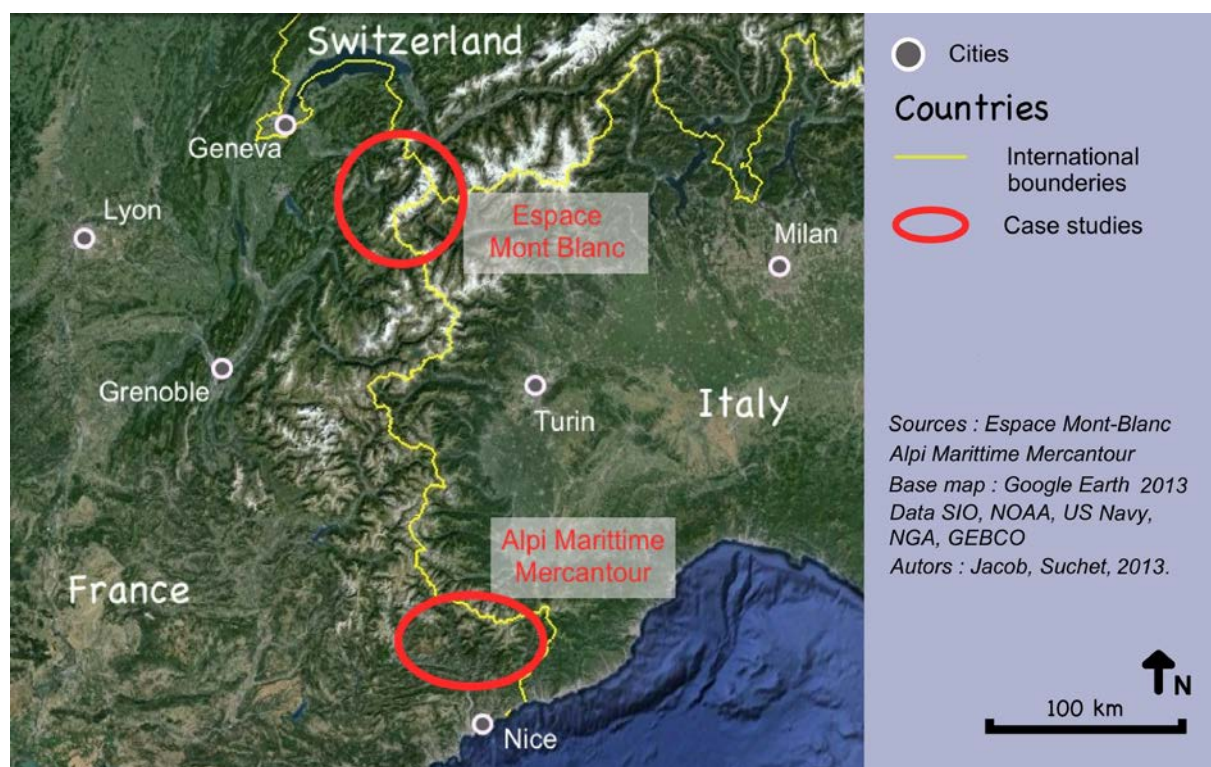 Switzerland
Geneva
Lyon
Espace
Mont Blanc
Milan
Grenoble
Turin
Italy
Alpi Marittime
Mercantour
France
Nice
Cities
Countries
International
bounderies
Case studies
Sources : Espace Mont-Blanc
Alpi Marittime Mercantour
Base map : Google Earth 2013
Data SIO, NOAA, US Navy,
NGA, GEBCO
Autors : Jacob, Suchet, 2013.
N
100 km